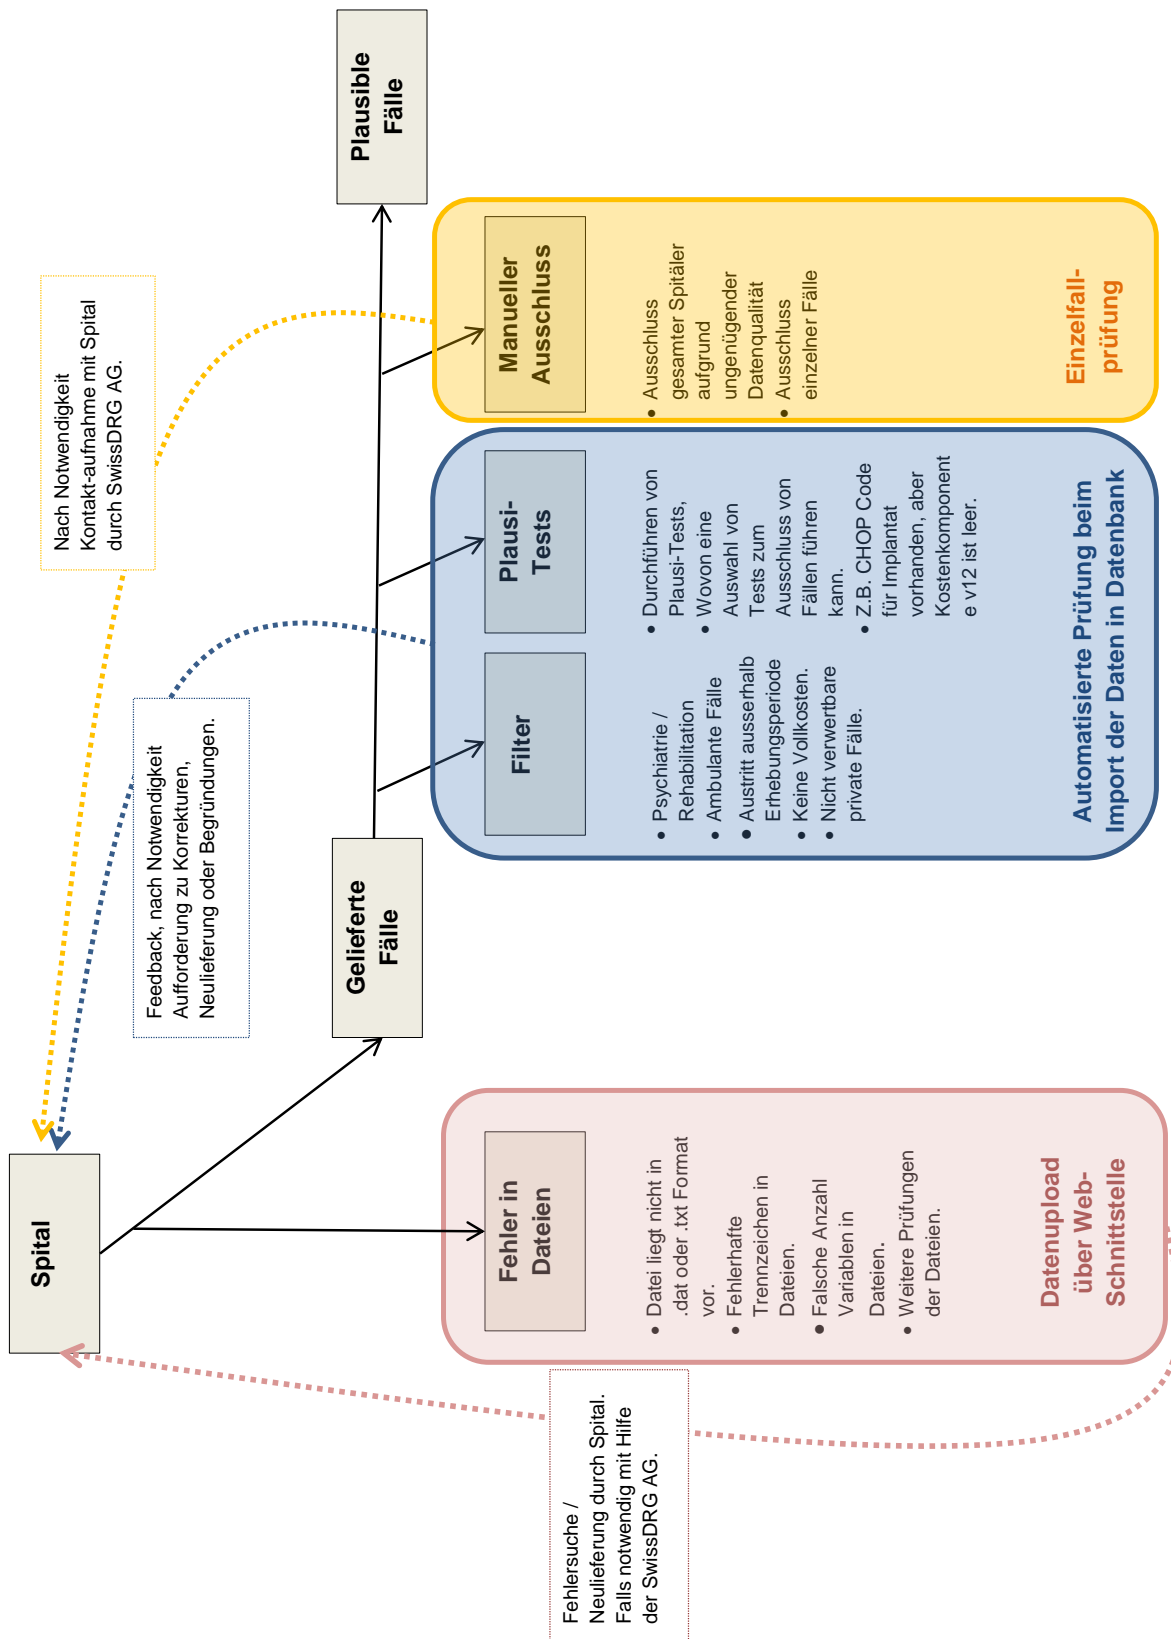 Spital
Fehlersuche /
Neulieferung durch Spital.
Falls notwendig mit Hilfe
der SwissDRG AG.
Fehler in
Dateien
• Datei liegt nicht in
.dat oder .txt Format
vor.
• Fehlerhafte
Trennzeichen in
Dateien.
• Falsche Anzahl
Variablen in
Dateien.
• Weitere Prüfungen
der Dateien.
Datenupload
über Web-
Schnittstelle
Feedback, nach Notwendigkeit
Aufforderung zu Korrekturen,
Neulieferung oder Begründungen.
Nach Notwendigkeit
Kontakt-aufnahme mit Spital
durch SwissDRG AG.
Gelieferte
Fälle
Plausible
Fälle
Filter
• Psychiatrie /
Rehabilitation
• Ambulante Fälle
• Austritt ausserhalb
Erhebungsperiode
• Keine Vollkosten.
• Nicht verwertbare
private Fälle.
Plausi-
Tests
• Durchführen von
Plausi-Tests,
• Wovon eine
Auswahl von
Tests zum
Ausschluss von
Fällen führen
kann.
• Z.B. CHOP Code
für Implantat
vorhanden, aber
Kostenkomponent
e v12 ist leer.
Automatisierte Prüfung beim
Import der Daten in Datenbank
Manueller
Ausschluss
• Ausschluss
gesamter Spitäler
aufgrund
ungenügender
Datenqualität
• Ausschluss
einzelner Fälle
Einzelfall-
prüfung